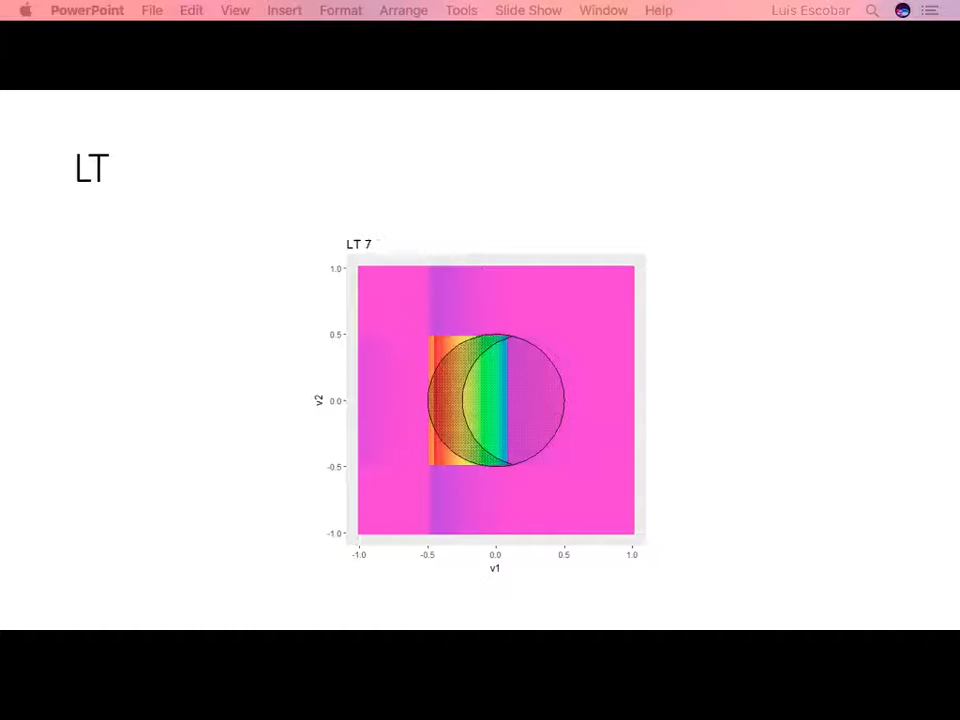 PowerPoint File Edit View Insert Format Arrange Tools Slide Show Window Help Luis Escobar
LT
LT 7
1.0
0.5
0.0
-0.5
-1.0
v2
-1.0 -0.5 0.0 0.5 1.0
v1